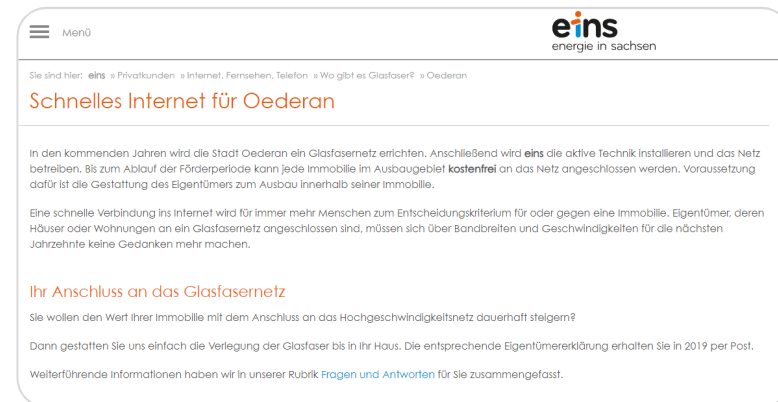 Menü
eins
energie in sachsen
Sie sind hier: eins » Privatkunden » Internet, Fernsehen, Telefon » Wo gibt es Glasfaser? » Oederan
Schnelles Internet für Oederan
In den kommenden Jahren wird die Stadt Oederan ein Glasfasernetz errichten. Anschließend wird eins die aktive Technik installieren und das Netz
betreiben. Bis zum Ablauf der Förderperiode kann jede Immobilie im Ausbaugebiet kostenfrei an das Netz angeschlossen werden. Voraussetzung
dafür ist die Gestattung des Eigentümers zum Ausbau innerhalb seiner Immobilie.
Eine schnelle Verbindung ins Internet wird für immer mehr Menschen zum Entscheidungskriterium für oder gegen eine Immobilie. Eigentümer, deren
Häuser oder Wohnungen an ein Glasfasernetz angeschlossen sind, müssen sich über Bandbreiten und Geschwindigkeiten für die nächsten
Jahrzehnte keine Gedanken mehr machen.
Ihr Anschluss an das Glasfasernetz
Sie wollen den Wert Ihrer Immobilie mit dem Anschluss an das Hochgeschwindigkeitsnetz dauerhaft steigern?
Dann gestatten Sie uns einfach die Verlegung der Glasfaser bis in Ihr Haus. Die entsprechende Eigentümererklärung erhalten Sie in 2019 per Post.
Weiterführende Informationen haben wir in unserer Rubrik Fragen und Antworten für Sie zusammengefasst.